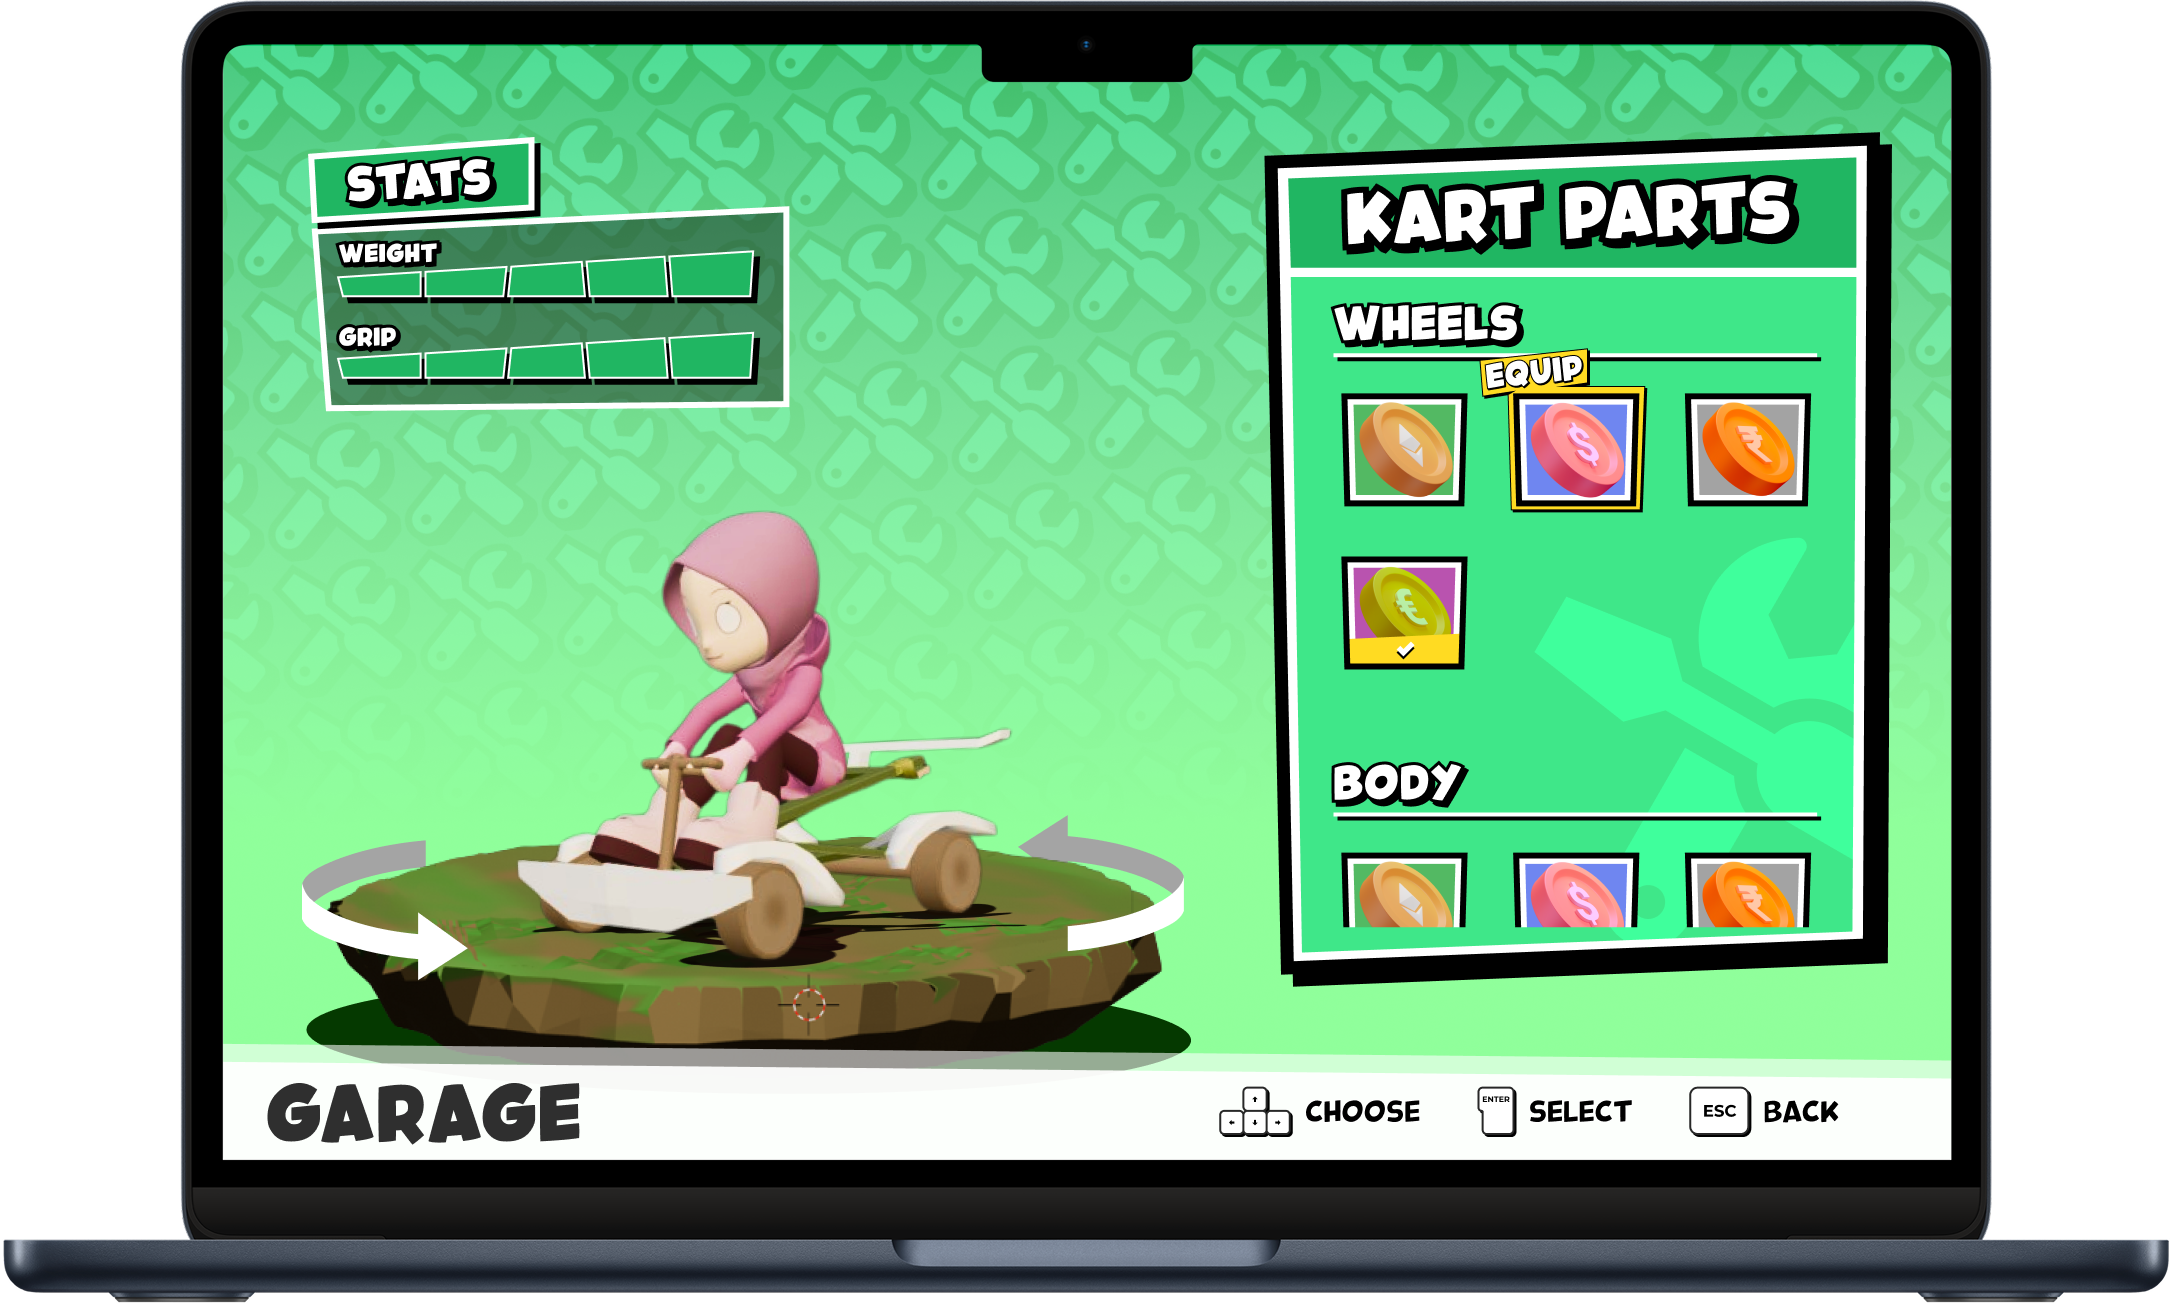 STATS
WEIGHT
GRIP
KART PARTS
WHEELS
EQUIP
$
₹
€
BODY
$
₹
GARAGE
CHOOSE
ENTER
SELECT
ESC
BACK